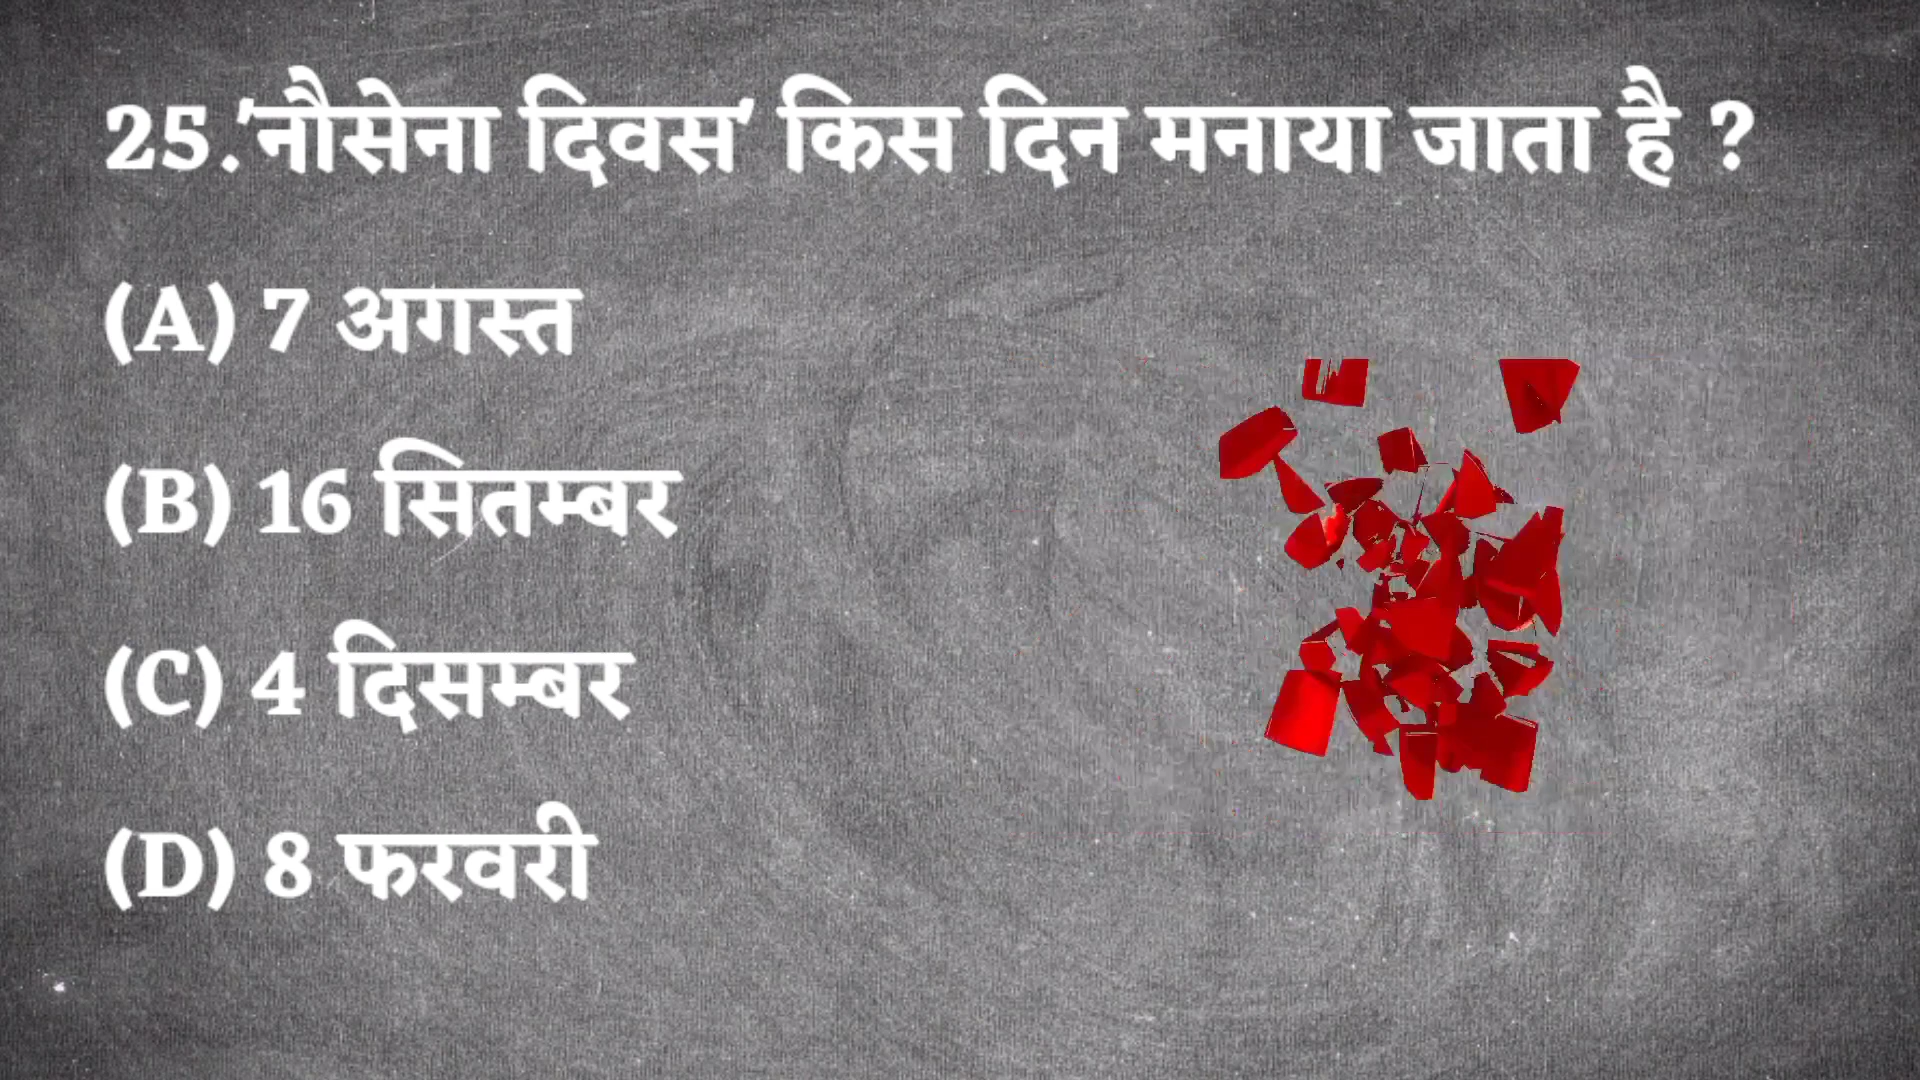 25.'नौसेना दिवस' किस दिन मनाया जाता है ?
(A) 7 अगस्त
(B) 16 सितम्बर
(C) 4 दिसम्बर
(D) 8 फरवरी